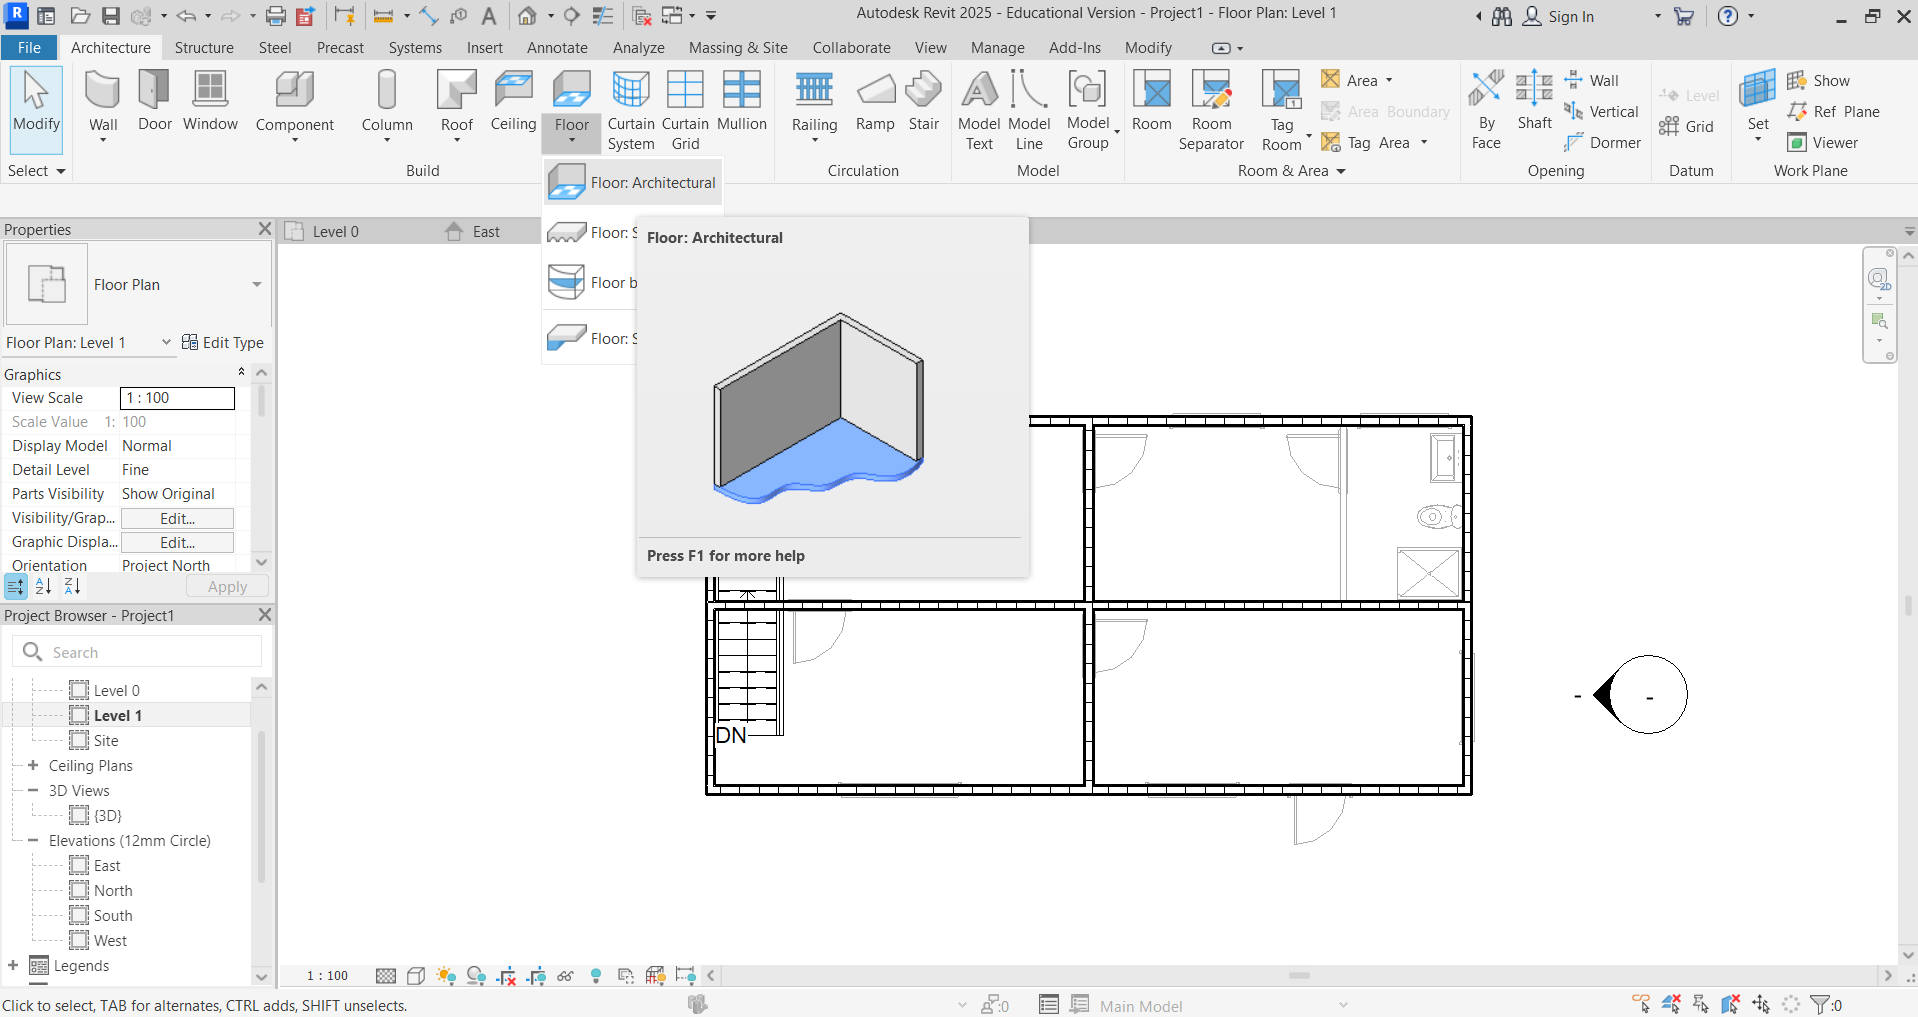 Autodesk Revit 2025 - Educational Version - Project1 - Floor Plan: Level 1
Sign In
File Architecture Structure Steel Precast Systems Insert Annotate Analyze Massing & Site Collaborate View Manage Add-Ins Modify
Modify
Wall
Door
Window
Component
Column
Roof
Ceiling
Floor
Curtain System
Curtain Grid
Mullion
Railing
Ramp
Stair
Model Text
Model Line
Model Group
Room
Room Separator
Tag Room
Area
Area Boundary
Tag Area
By Face
Shaft
Wall
Vertical
Dormer
Level
Grid
Set
Show
Ref Plane
Viewer
Select
Build
Circulation
Model
Room & Area
Opening
Datum
Work Plane
Floor: Architectural
Floor: S
Floor b
Floor: S
Floor: Architectural
Press F1 for more help
Level 0
East
Properties
Floor Plan
Floor Plan: Level 1
Edit Type
Graphics
View Scale 1 : 100
Scale Value 1: 100
Display Model Normal
Detail Level Fine
Parts Visibility Show Original
Visibility/Grap... Edit...
Graphic Displa... Edit...
Orientation Project North
Apply
Project Browser - Project1
Search
Level 0
Level 1
Site
Ceiling Plans
3D Views
{3D}
Elevations (12mm Circle)
East
North
South
West
Legends
DN
2D
1 : 100
Click to select, TAB for alternates, CTRL adds, SHIFT unselects.
:0
Main Model
:0